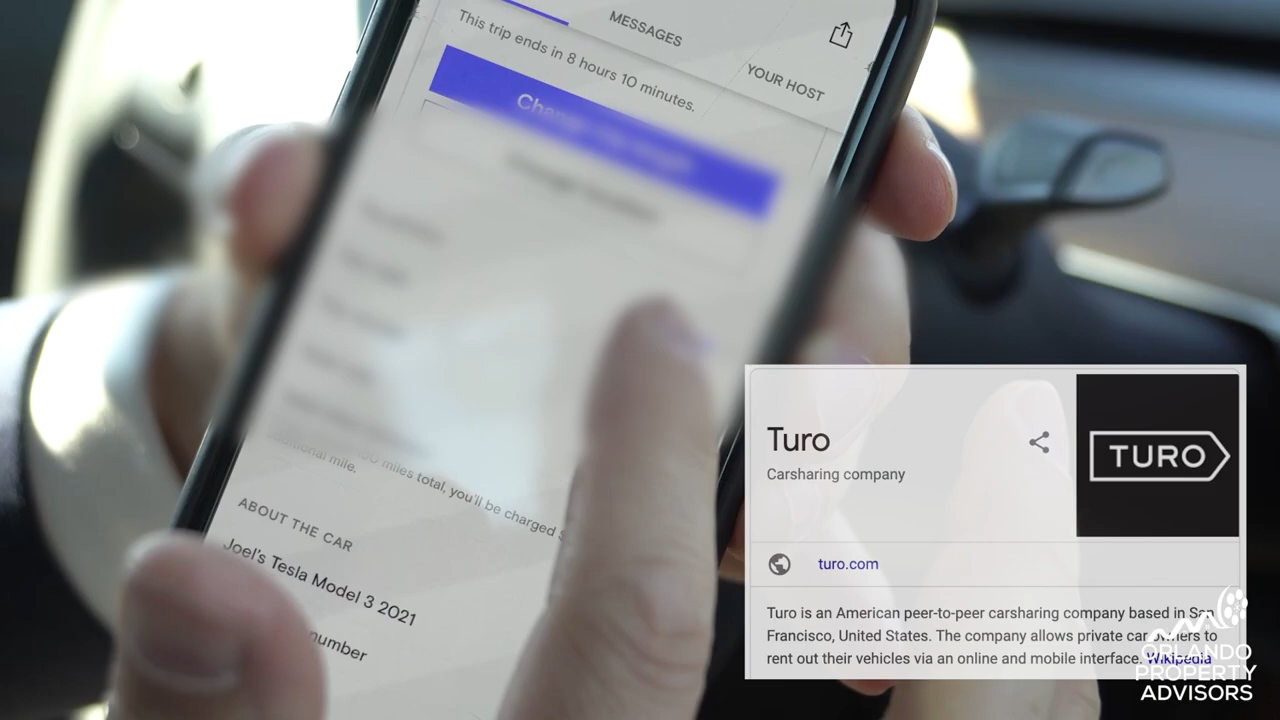 MESSAGES
YOUR HOST
This trip ends in 8 hours 10 minutes.
miles total, you'll be charged
mile.
ABOUT THE CAR
Joel's Tesla Model 3 2021
number
Turo
Carsharing company
TURO
turo.com
Turo is an American peer-to-peer carsharing company based in San
Francisco, United States. The company allows private car owners to
rent out their vehicles via an online and mobile interface. Wikipedia
ORLANDO
PROPERTY
ADVISORS